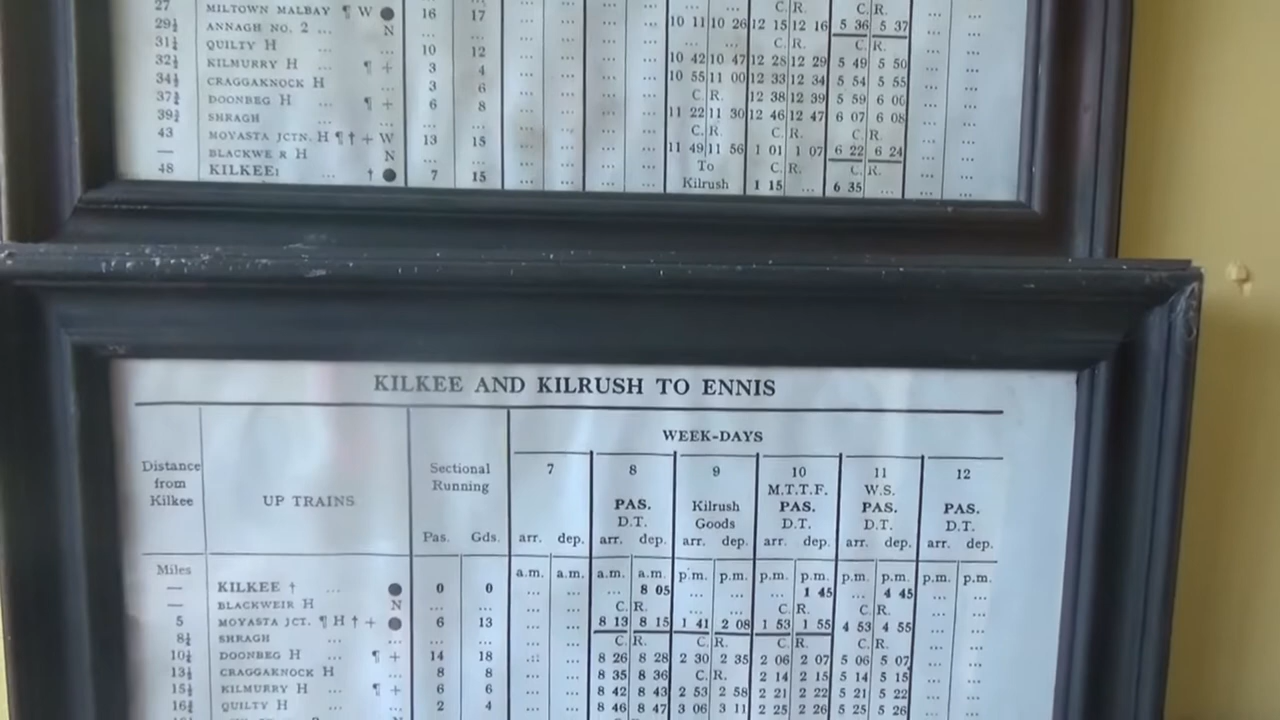 27 MILTOWN MALBAY ¶ W ● 16 17 ... ... ... ... ... ... C. R. C. R. ... ...
29½ ANNAGH NO. 2 ... N ... ... ... ... ... ... 10 11 10 26 12 15 12 16 5 36 5 37 ... ...
31½ QUILTY H 10 12 ... ... ... ... ... ... C. R. C. R. ... ...
32½ KILMURRY H ... ¶ + 3 4 ... ... ... ... 10 42 10 47 12 28 12 29 5 49 5 50 ... ...
34½ CRAGGAKNOCK H 3 6 ... ... ... ... 10 55 11 00 12 33 12 34 5 54 5 55 ... ...
37¾ DOONBEG H ... ¶ + 6 8 ... ... ... ... C. R. 12 38 12 39 5 59 6 00 ... ...
SHRAGH ... ... ... ... ... ... ... 11 22 11 30 12 46 12 47 6 07 6 08 ... ...
43 MOYASTA JCTN. H ¶ † + W 13 15 ... ... ... ... C. R. C. R. C. R. ... ...
— BLACKWE R H N ... ... ... ... ... ... 11 49 11 56 1 01 1 07 6 22 6 24 ... ...
To C. R. C. R.
48 KILKEE: ... † ● 7 15 ... ... ... ... Kilrush 1 15 ... 6 35 ... ... ...
KILKEE AND KILRUSH TO ENNIS
WEEK-DAYS
Distance from Kilkee
UP TRAINS
Sectional Running
7 8 9 10 11 12
M.T.T.F. W.S.
PAS. Kilrush PAS. PAS. PAS.
D.T. Goods D.T. D.T. D.T.
Pas. Gds. arr. dep. arr. dep. arr. dep. arr. dep. arr. dep. arr. dep.
Miles a.m. a.m. a.m. a.m. p.m. p.m. p.m. p.m. p.m. p.m. p.m. p.m.
— KILKEE † ● 0 0 ... ... ... 8 05 ... ... ... 1 45 ... 4 45 ... ...
— BLACKWEIR H N ... ... ... ... C. R. C. R. C. R. ... ...
5 MOYASTA JCT. ¶ H † + ● 6 13 ... ... 8 13 8 15 1 41 2 08 1 53 1 55 4 53 4 55 ... ...
8½ SHRAGH ... ... ... ... ... ... C. R. C. R. C. R. C. R. ... ...
10½ DOONBEG H ... ¶ + 14 18 ... ... 8 26 8 28 2 30 2 35 2 06 2 07 5 06 5 07 ... ...
13½ CRAGGAKNOCK H ... 8 8 ... ... 8 35 8 36 C. R. 2 14 2 15 5 14 5 15 ... ...
15½ KILMURRY H ... ¶ + 6 6 ... ... 8 42 8 43 2 53 2 58 2 21 2 22 5 21 5 22 ... ...
16¾ QUILTY H ... 2 4 ... ... 8 46 8 47 3 06 3 11 2 25 2 26 5 25 5 26 ... ...